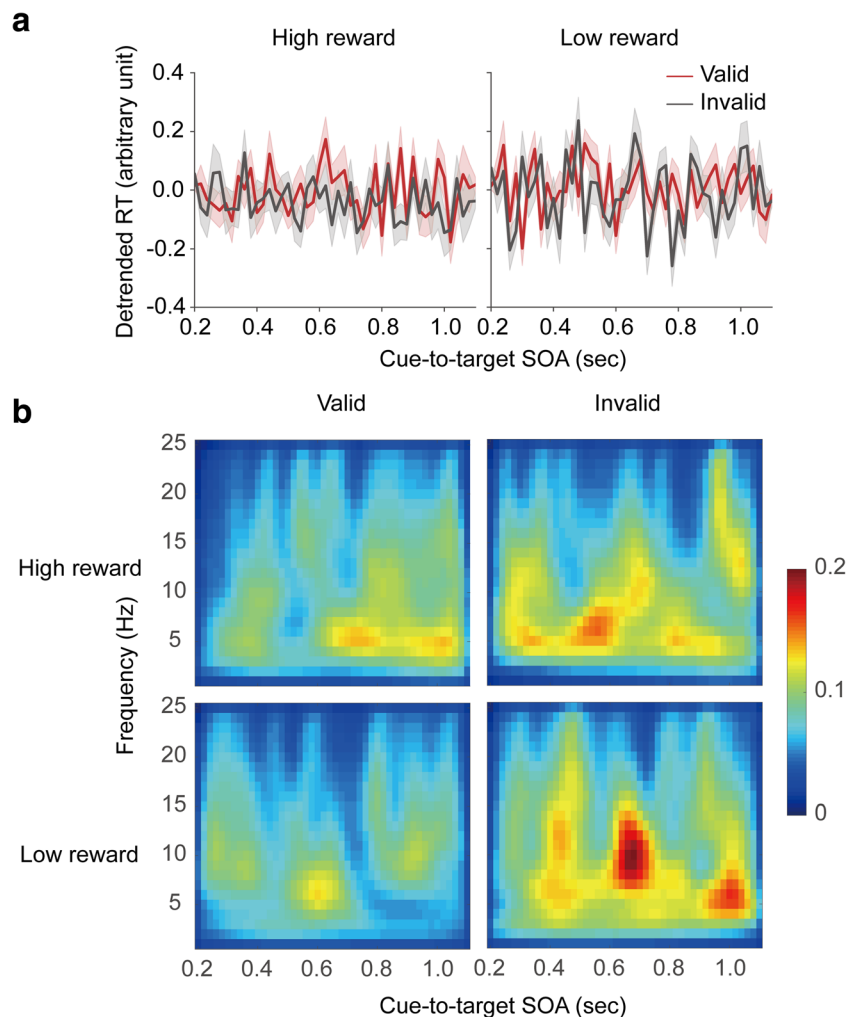 a
High reward
Low reward
Detrended RT (arbitrary unit)
0.4
0.2
0.0
-0.2
-0.4
Valid
Invalid
0.2 0.4 0.6 0.8 1.0
0.2 0.4 0.6 0.8 1.0
Cue-to-target SOA (sec)
b
Valid
Invalid
High reward
Low reward
Frequency (Hz)
25
20
15
10
5
25
20
15
10
5
0.2
0.1
0
0.2 0.4 0.6 0.8 1.0
0.2 0.4 0.6 0.8 1.0
Cue-to-target SOA (sec)